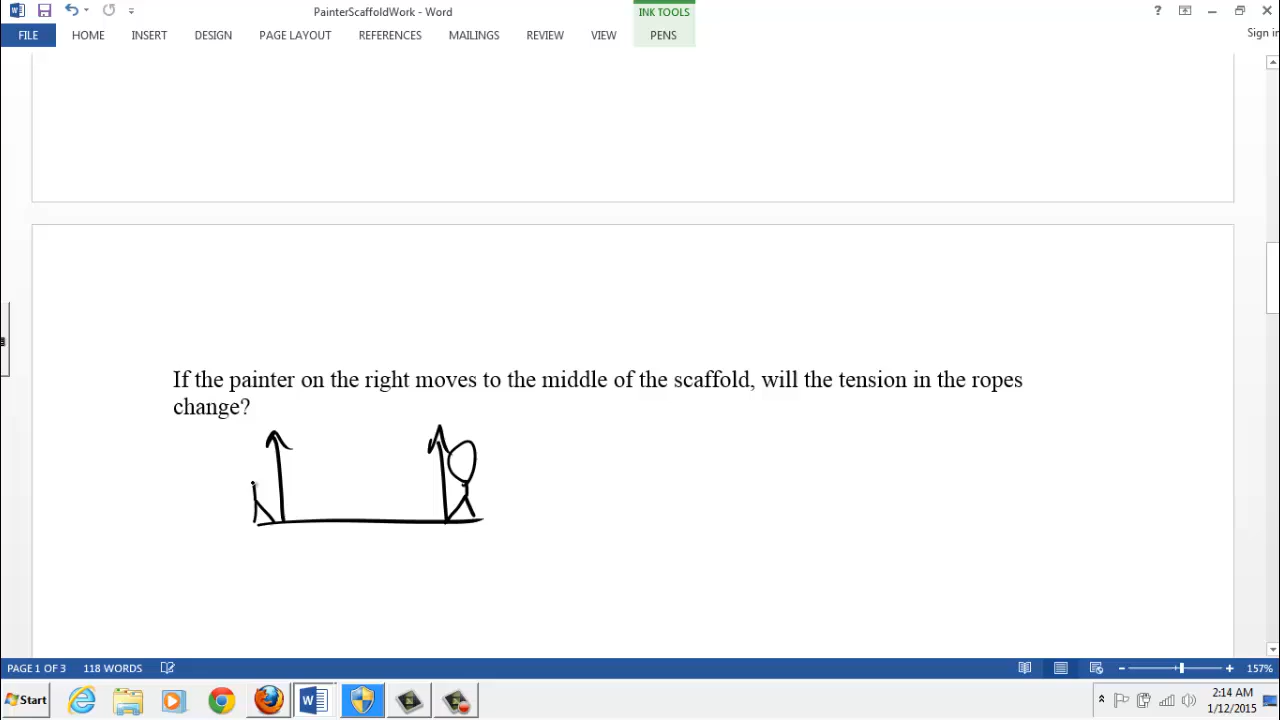 PainterScaffoldWork - Word
INK TOOLS
?
Sign in
FILE HOME INSERT DESIGN PAGE LAYOUT REFERENCES MAILINGS REVIEW VIEW PENS
If the painter on the right moves to the middle of the scaffold, will the tension in the ropes
change?
PAGE 1 OF 3 118 WORDS 157%
Start
2:14 AM
1/12/2015